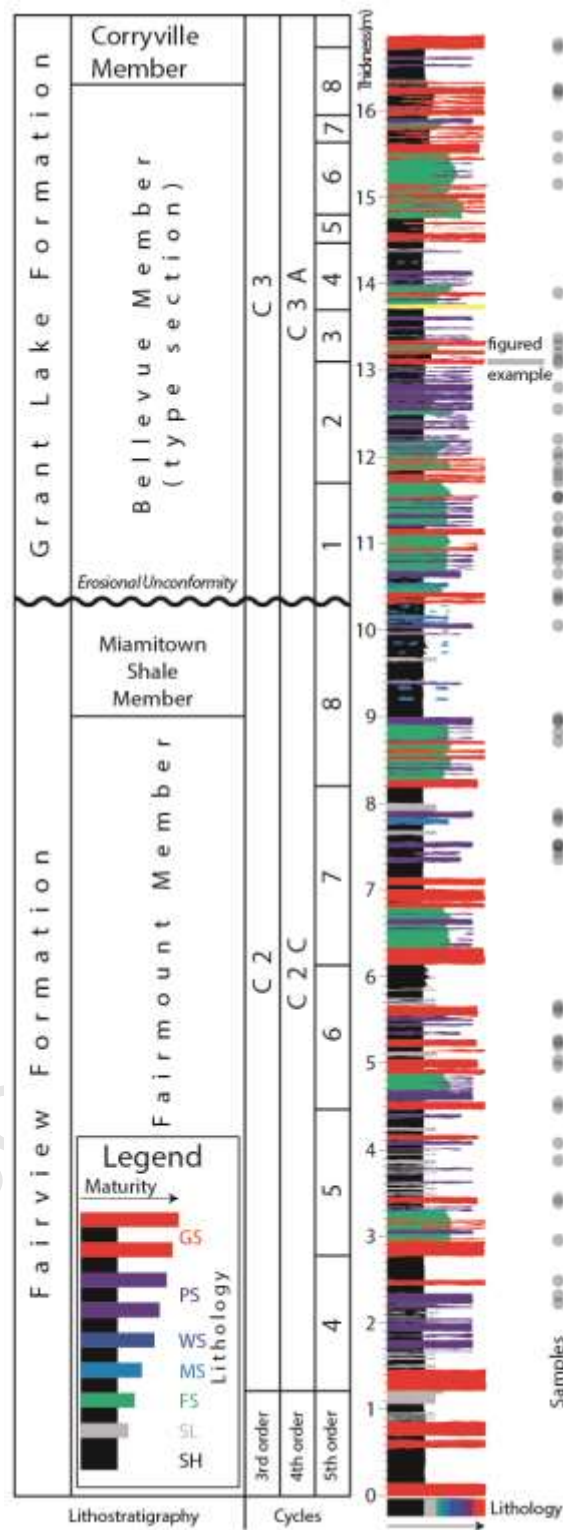 Grant Lake Formation
Fairview Formation
Corryville
Member
Bellevue Member
(type section)
Erosional Unconformity
Miamitown
Shale
Member
Fairmount Member
Legend
Maturity
GS
PS
WS
MS
FS
SL
SH
Lithology
C 3
C 2
3rd order
C 3 A
C 2 C
4th order
8
7
6
5
4
3
2
1
8
7
6
5
4
5th order
Thickness(m)
16
15
14
13
12
11
10
9
8
7
6
5
4
3
2
1
0
figured
example
Samples
Lithology
Lithostratigraphy
Cycles